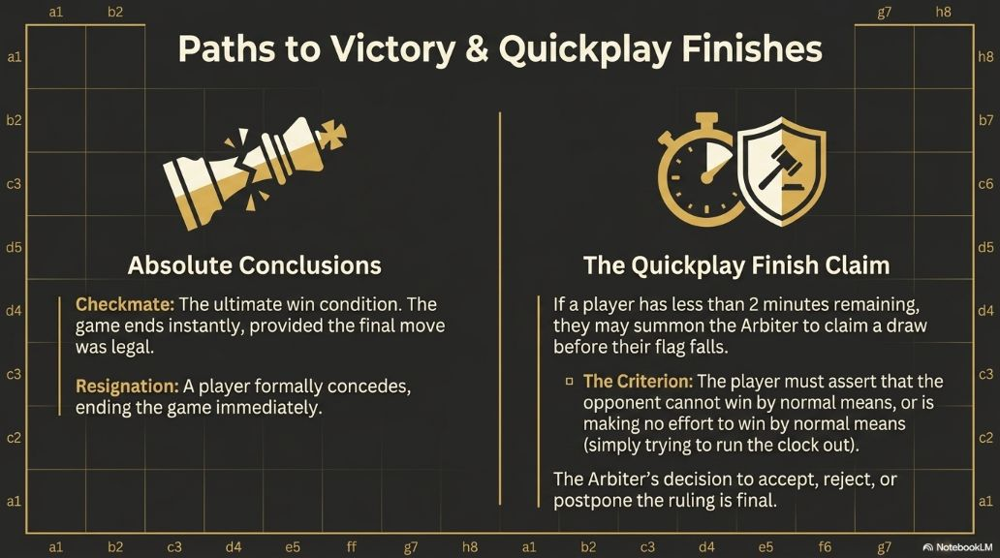 a1 b2 g7 h8
Paths to Victory & Quickplay Finishes
a1 h8
b2 b7
c3 c6
d5 d5
d4 d4
c3 c3
c2 c2
a1 a1
Absolute Conclusions
Checkmate: The ultimate win condition. The
game ends instantly, provided the final move
was legal.
Resignation: A player formally concedes,
ending the game immediately.
The Quickplay Finish Claim
If a player has less than 2 minutes remaining,
they may summon the Arbiter to claim a draw
before their flag falls.
The Criterion: The player must assert that the
opponent cannot win by normal means, or is
making no effort to win by normal means
(simply trying to run the clock out).
The Arbiter's decision to accept, reject, or
postpone the ruling is final.
a1 b2 c3 d4 e5 ff g7 h8 a1 b2 c3 d4 e5 f6 g7
NotebookLM